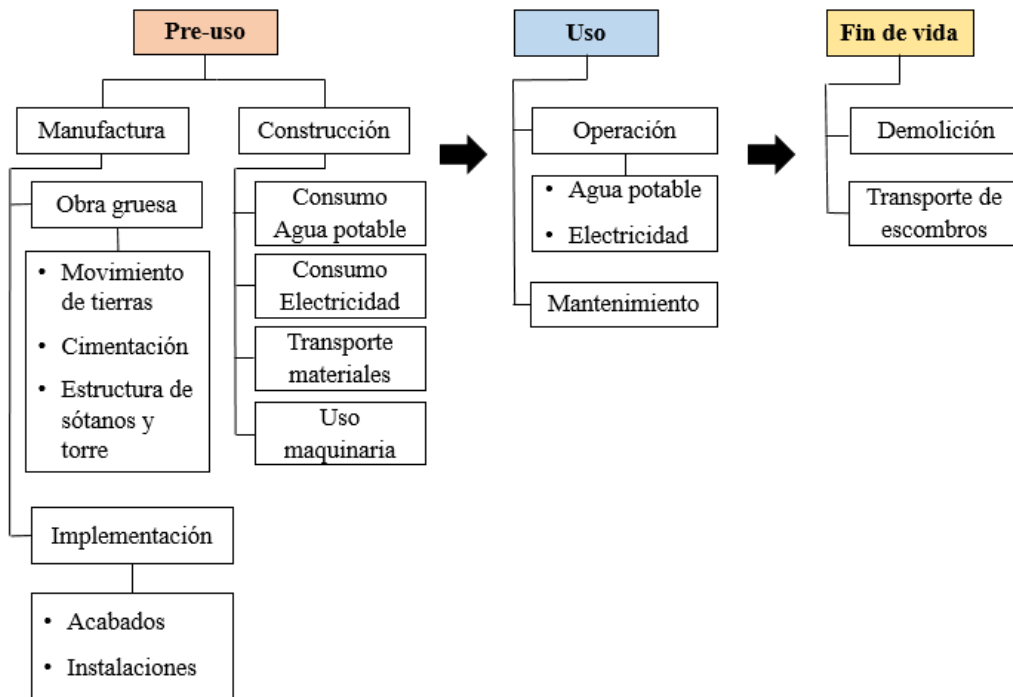 Pre-uso
Manufactura
Obra gruesa
• Movimiento
de tierras
• Cimentación
• Estructura de
sótanos y
torre
Implementación
• Acabados
• Instalaciones
Construcción
Consumo
Agua potable
Consumo
Electricidad
Transporte
materiales
Uso
maquinaria
Uso
Operación
• Agua potable
• Electricidad
Mantenimiento
Fin de vida
Demolición
Transporte de
escombros